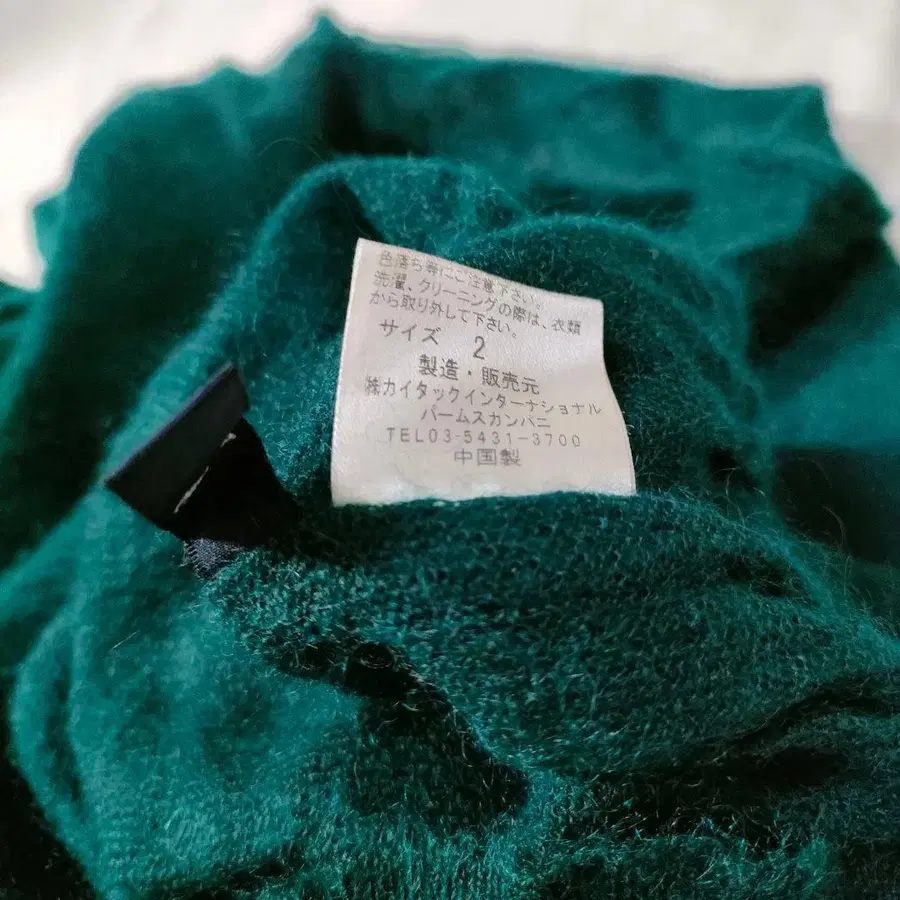 色落ち等にご注意下さい。
洗濯、クリーニングの際は、衣類
から取り外して下さい。
サイズ 2
製造・販売元
㈱カイタックインターナショナル
パームスカンパニ
TEL03-5431-3700
中国製